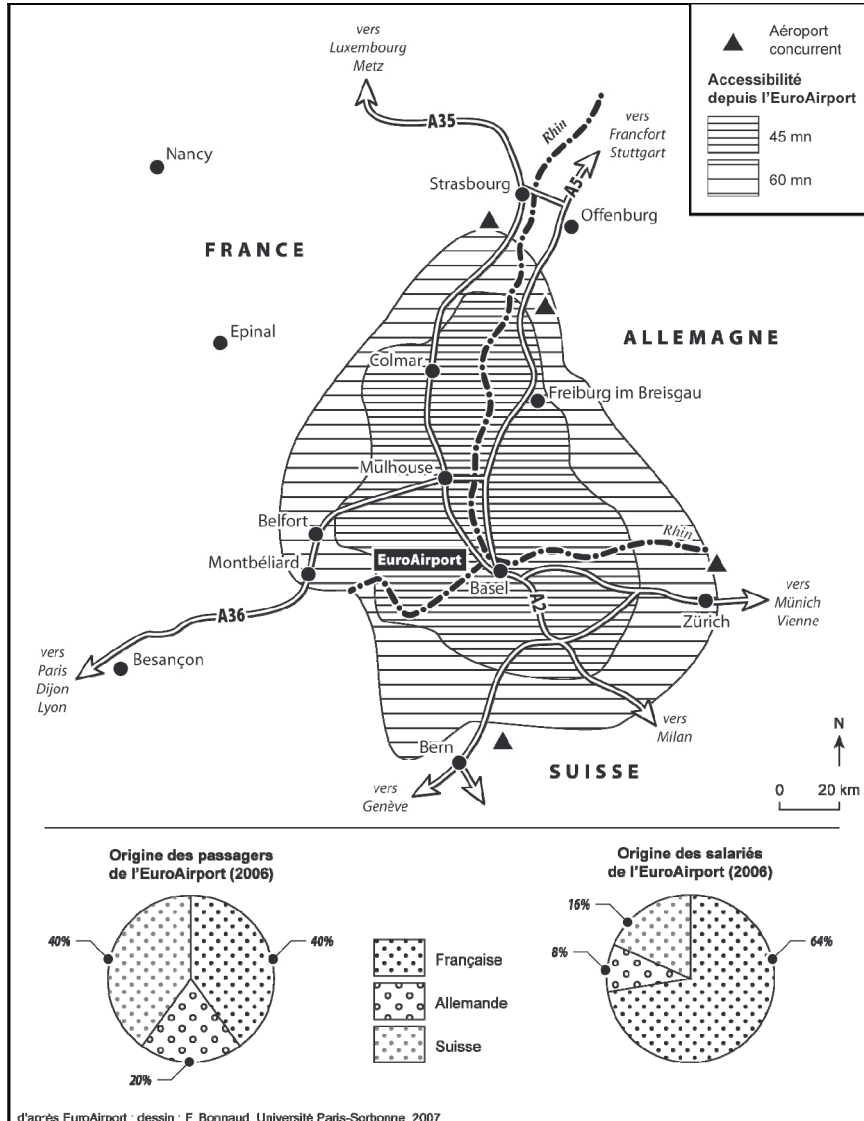 vers
Luxembourg
Metz
A35
Rhin
vers
Francfort
Stuttgart
A5
Aéroport
concurrent
Accessibilité
depuis l'EuroAirport
45 mn
60 mn
Nancy
Strasbourg
Offenburg
FRANCE
Epinal
ALLEMAGNE
Colmar
Freiburg im Breisgau
Mulhouse
Belfort
Rhin
EuroAirport
Montbéliard
Basel
A2
Zürich
vers
Münich
Vienne
A36
vers
Paris
Dijon
Lyon
Besançon
vers
Milan
Bern
SUISSE
vers
Genève
N
0 20 km
Origine des passagers
de l'EuroAirport (2006)
40%
40%
20%
Française
Allemande
Suisse
Origine des salariés
de l'EuroAirport (2006)
16%
8%
64%
d'après EuroAirport ; dessin : F. Bonnaud, Université Paris-Sorbonne, 2007